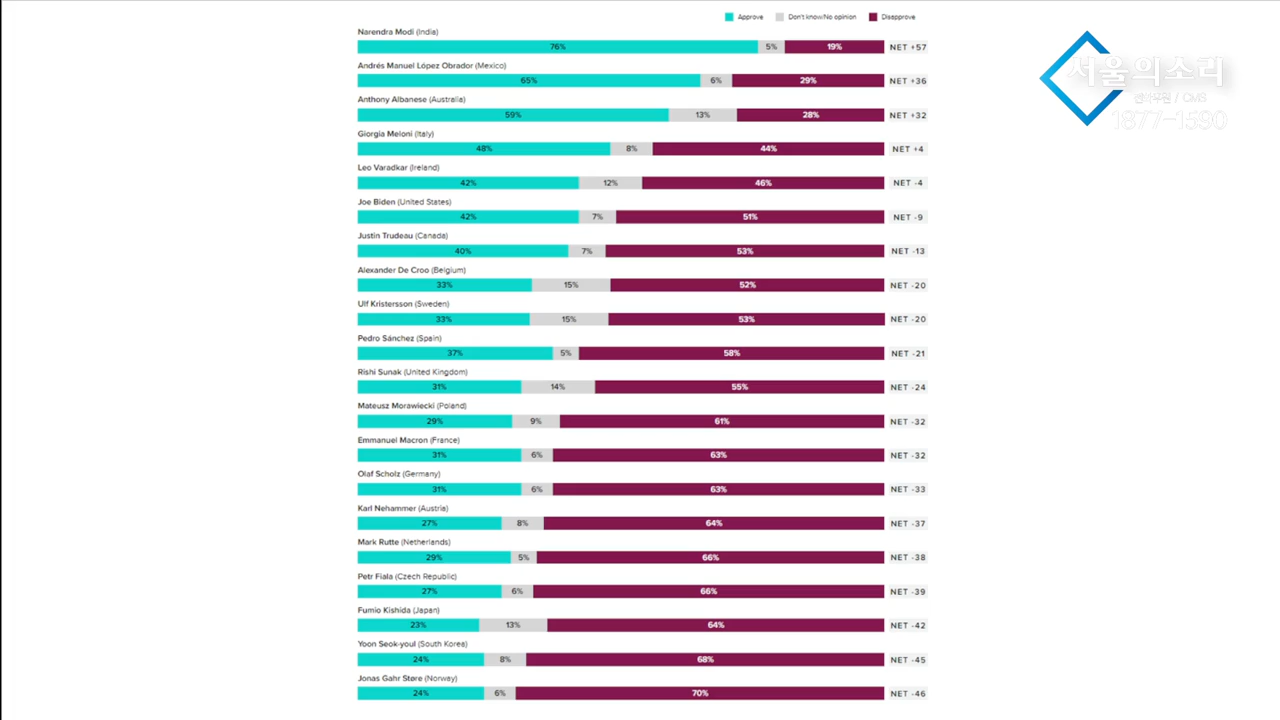 Approve Don't know/No opinion Disapprove
Narendra Modi (India)
76% 5% 19% NET +57
Andrés Manuel López Obrador (Mexico)
65% 6% 29% NET +36
Anthony Albanese (Australia)
59% 13% 28% NET +32
Giorgia Meloni (Italy)
48% 8% 44% NET +4
Leo Varadkar (Ireland)
42% 12% 46% NET -4
Joe Biden (United States)
42% 7% 51% NET -9
Justin Trudeau (Canada)
40% 7% 53% NET -13
Alexander De Croo (Belgium)
33% 15% 52% NET -20
Ulf Kristersson (Sweden)
33% 15% 53% NET -20
Pedro Sánchez (Spain)
37% 5% 58% NET -21
Rishi Sunak (United Kingdom)
31% 14% 55% NET -24
Mateusz Morawiecki (Poland)
29% 9% 61% NET -32
Emmanuel Macron (France)
31% 6% 63% NET -32
Olaf Scholz (Germany)
31% 6% 63% NET -33
Karl Nehammer (Austria)
27% 8% 64% NET -37
Mark Rutte (Netherlands)
29% 5% 66% NET -38
Petr Fiala (Czech Republic)
27% 6% 66% NET -39
Fumio Kishida (Japan)
23% 13% 64% NET -42
Yoon Seok-youl (South Korea)
24% 8% 68% NET -45
Jonas Gahr Støre (Norway)
24% 6% 70% NET -46
서울의소리
/ CMS
1877-1580